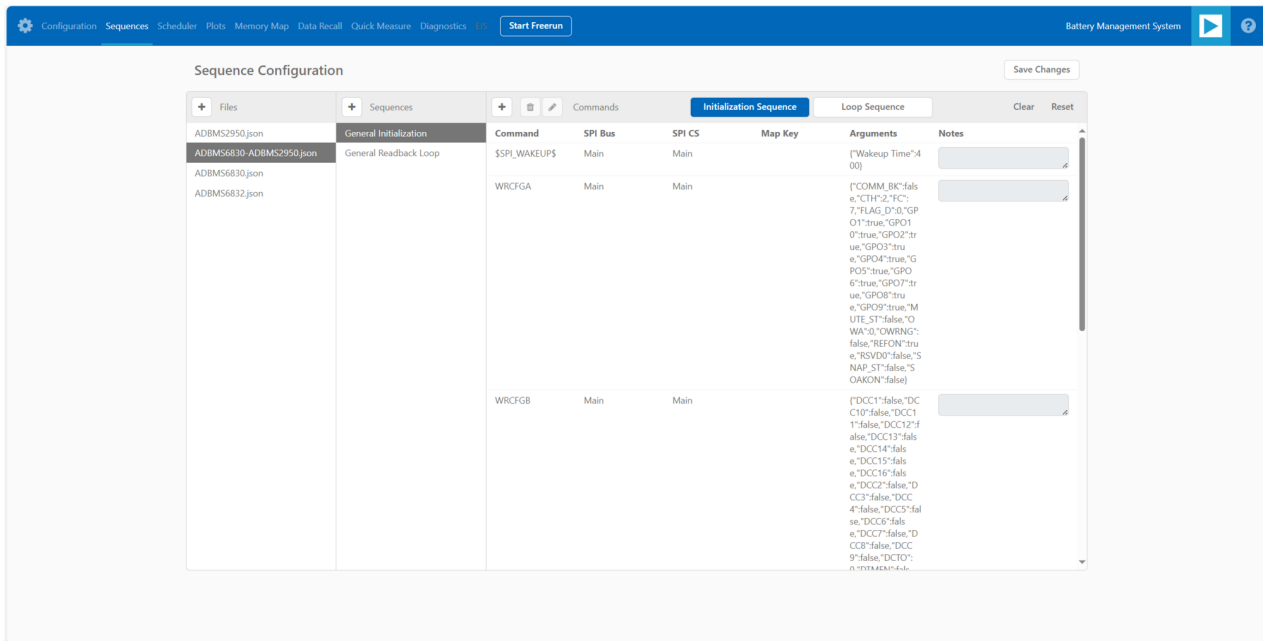 Configuration Sequences Scheduler Plots Memory Map Data Recall Quick Measure Diagnostics EIS Start Freerun Battery Management System
Sequence Configuration Save Changes
+ Files + Sequences + Commands Initialization Sequence Loop Sequence Clear Reset
ADBMS2950.json General Initialization Command SPI Bus SPI CS Map Key Arguments Notes
ADBMS6830-ADBMS2950.json General Readback Loop $SPI_WAKEUP$ Main Main {"Wakeup Time":4
00}
ADBMS6830.json
ADBMS6832.json
WRCFGA Main Main {"COMM_BK":fals
e,"CTH":2,"FC":
7,"FLAG_D":0,"GP
O1":true,"GPO1
0":true,"GPO2":tr
ue,"GPO3":tru
e,"GPO4":true,"G
PO5":true,"GPO
6":true,"GPO7":tr
ue,"GPO8":tru
e,"GPO9":true,"M
UTE_ST":false,"O
WA":0,"OWRNG":
false,"REFON":tru
e,"RSVD0":false,"S
NAP_ST":false,"S
OAKON":false}
WRCFGB Main Main {"DCC1":false,"DC
C10":false,"DCC1
1":false,"DCC12":f
alse,"DCC13":fals
e,"DCC14":fals
e,"DCC15":fals
e,"DCC16":fals
e,"DCC2":false,"D
CC3":false,"DCC
4":false,"DCC5":fal
se,"DCC6":fals
e,"DCC7":false,"D
CC8":false,"DCC
9":false,"DCTO":
0,"DTMEN":fals